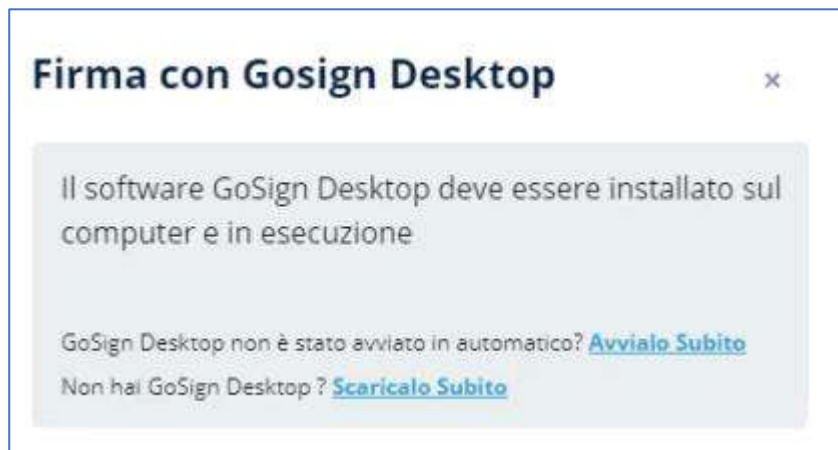 Firma con Gosign Desktop
×
Il software GoSign Desktop deve essere installato sul
computer e in esecuzione
GoSign Desktop non è stato avviato in automatico? Avvialo Subito
Non hai GoSign Desktop ? Scaricalo Subito